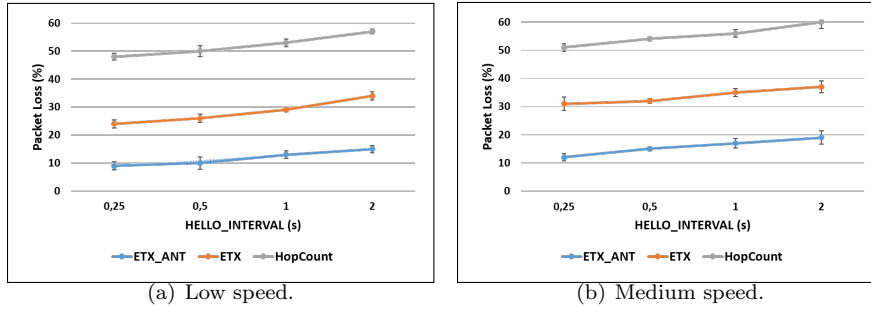 60
50
40
30
20
10
0
Packet Loss (%)
0,25 0,5 1 2
HELLO_INTERVAL (s)
ETX_ANT ETX HopCount
(a) Low speed.
60
50
40
30
20
10
0
Packet Loss (%)
0,25 0,5 1 2
HELLO_INTERVAL (s)
ETX_ANT ETX HopCount
(b) Medium speed.